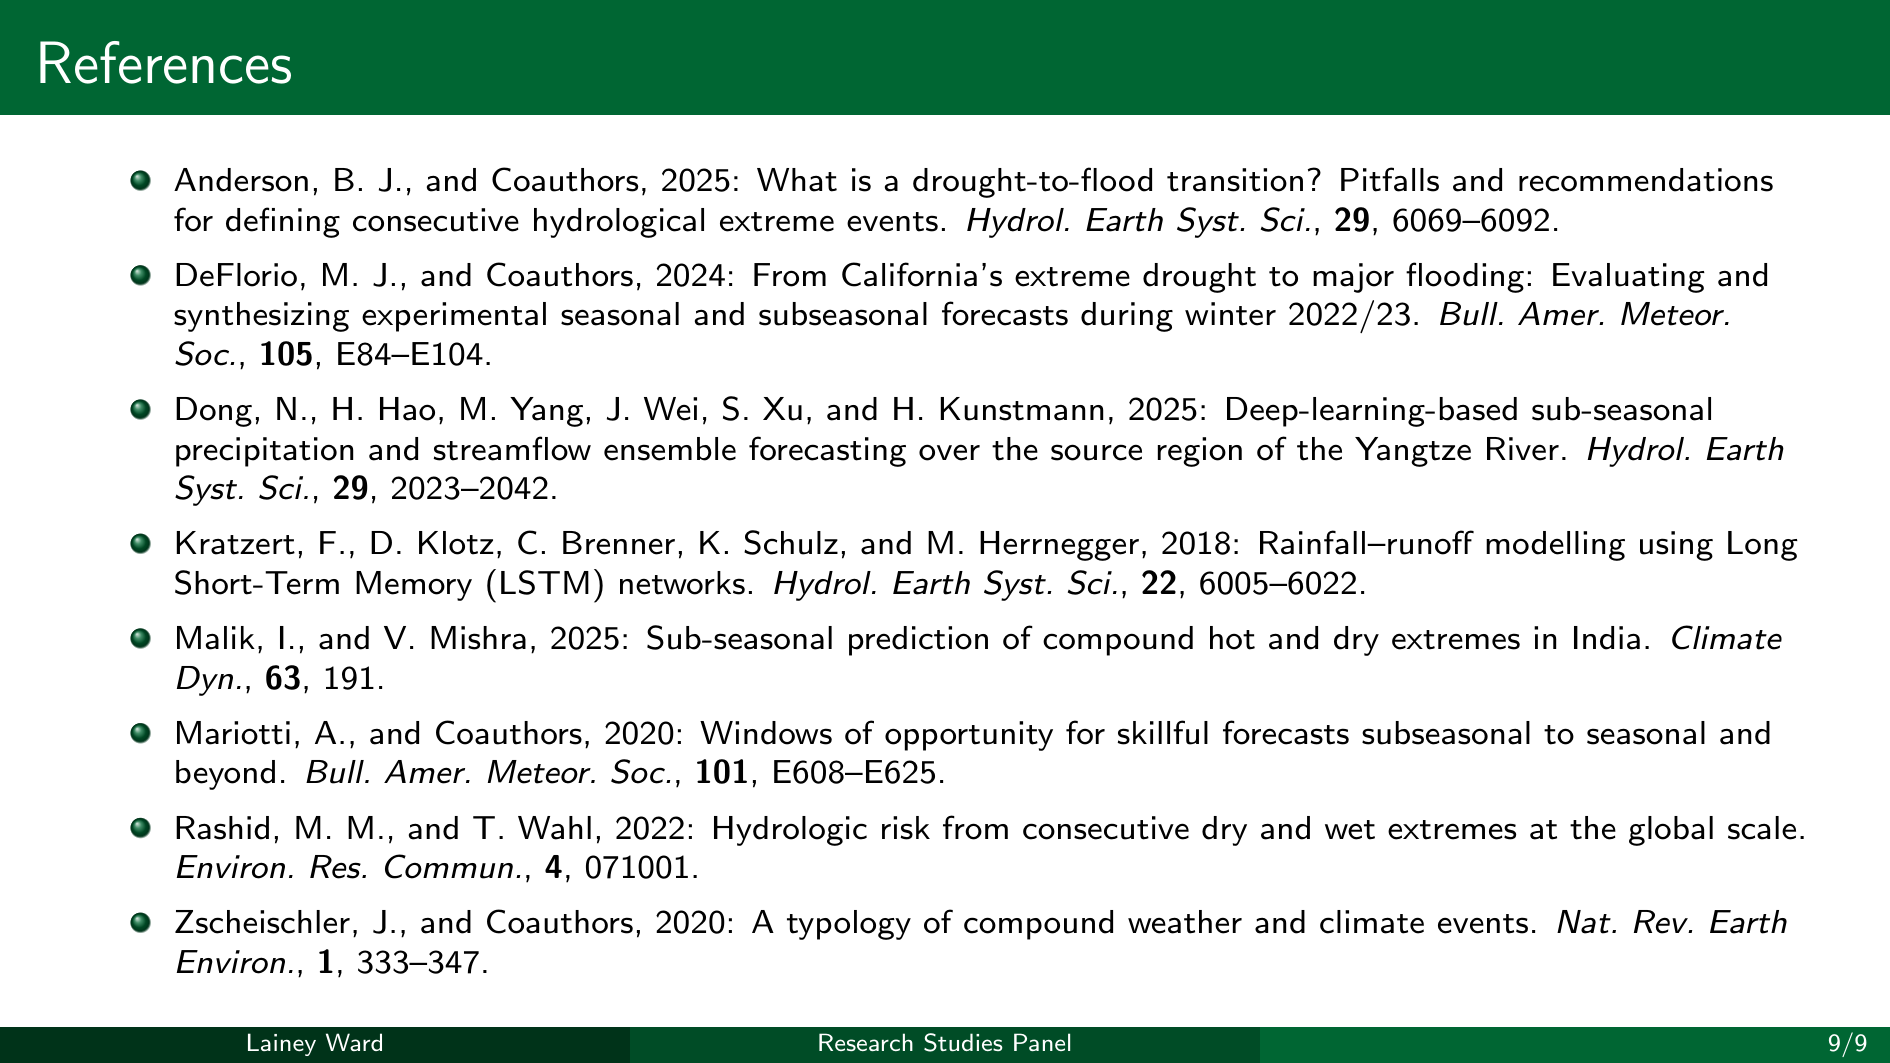 References
Anderson, B. J., and Coauthors, 2025: What is a drought-to-flood transition? Pitfalls and recommendations
for defining consecutive hydrological extreme events. Hydrol. Earth Syst. Sci., 29, 6069–6092.
DeFlorio, M. J., and Coauthors, 2024: From California's extreme drought to major flooding: Evaluating and
synthesizing experimental seasonal and subseasonal forecasts during winter 2022/23. Bull. Amer. Meteor.
Soc., 105, E84–E104.
Dong, N., H. Hao, M. Yang, J. Wei, S. Xu, and H. Kunstmann, 2025: Deep-learning-based sub-seasonal
precipitation and streamflow ensemble forecasting over the source region of the Yangtze River. Hydrol. Earth
Syst. Sci., 29, 2023–2042.
Kratzert, F., D. Klotz, C. Brenner, K. Schulz, and M. Herrnegger, 2018: Rainfall–runoff modelling using Long
Short-Term Memory (LSTM) networks. Hydrol. Earth Syst. Sci., 22, 6005–6022.
Malik, I., and V. Mishra, 2025: Sub-seasonal prediction of compound hot and dry extremes in India. Climate
Dyn., 63, 191.
Mariotti, A., and Coauthors, 2020: Windows of opportunity for skillful forecasts subseasonal to seasonal and
beyond. Bull. Amer. Meteor. Soc., 101, E608–E625.
Rashid, M. M., and T. Wahl, 2022: Hydrologic risk from consecutive dry and wet extremes at the global scale.
Environ. Res. Commun., 4, 071001.
Zscheischler, J., and Coauthors, 2020: A typology of compound weather and climate events. Nat. Rev. Earth
Environ., 1, 333–347.
Lainey Ward
Research Studies Panel
9/9